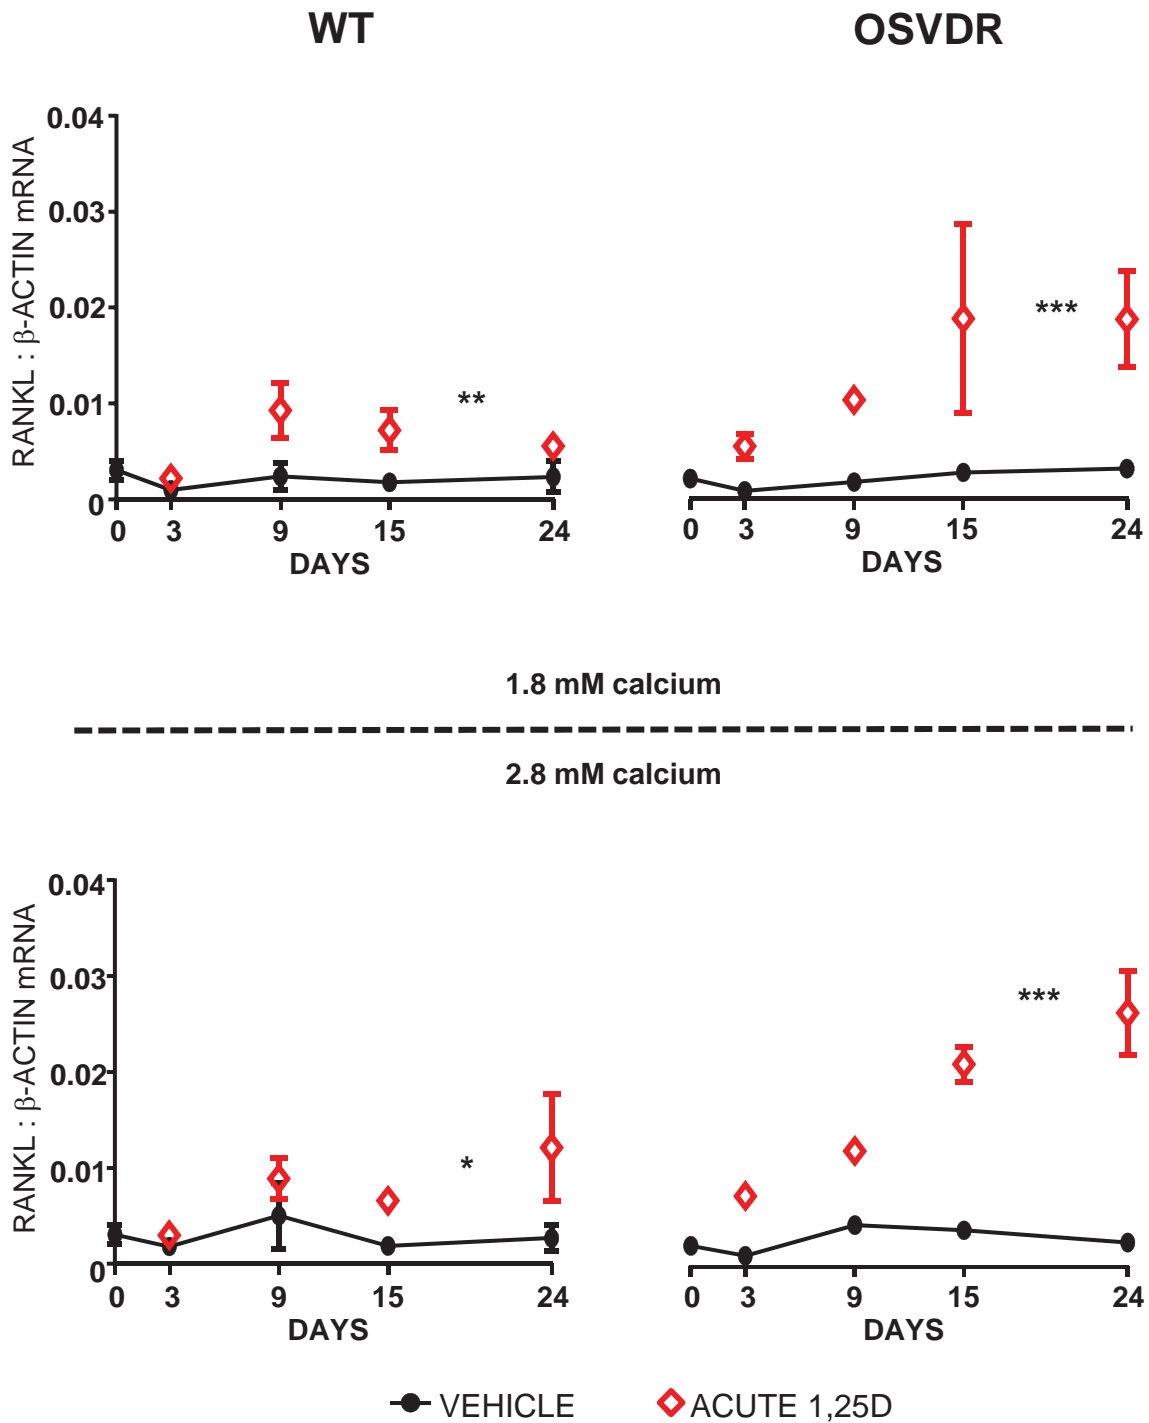 WT
OSVDR
RANKL : β-ACTIN mRNA
0.04
0.03
0.02
0.01
0
**
***
0 3 9 15 24
DAYS
0 3 9 15 24
DAYS
1.8 mM calcium
2.8 mM calcium
RANKL : β-ACTIN mRNA
0.04
0.03
0.02
0.01
0
*
***
0 3 9 15 24
DAYS
0 3 9 15 24
DAYS
VEHICLE
ACUTE 1,25D